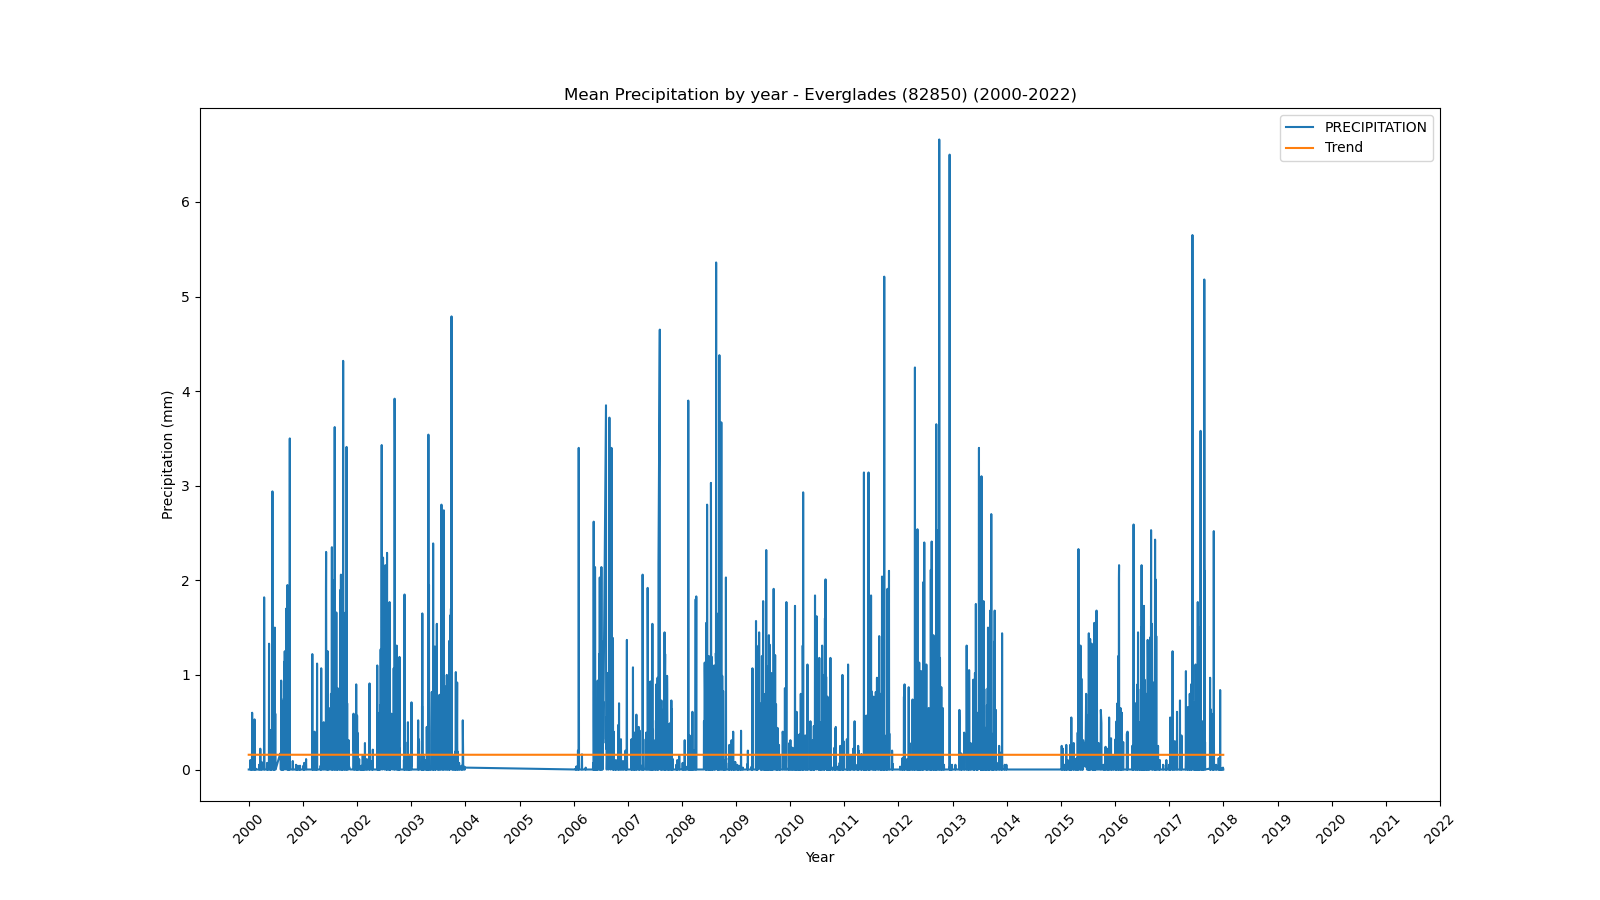 Mean Precipitation by year - Everglades (82850) (2000-2022)
PRECIPITATION
Trend
6
5
4
3
2
1
0
Precipitation (mm)
2000 2001 2002 2003 2004 2005 2006 2007 2008 2009 2010 2011 2012 2013 2014 2015 2016 2017 2018 2019 2020 2021 2022
Year